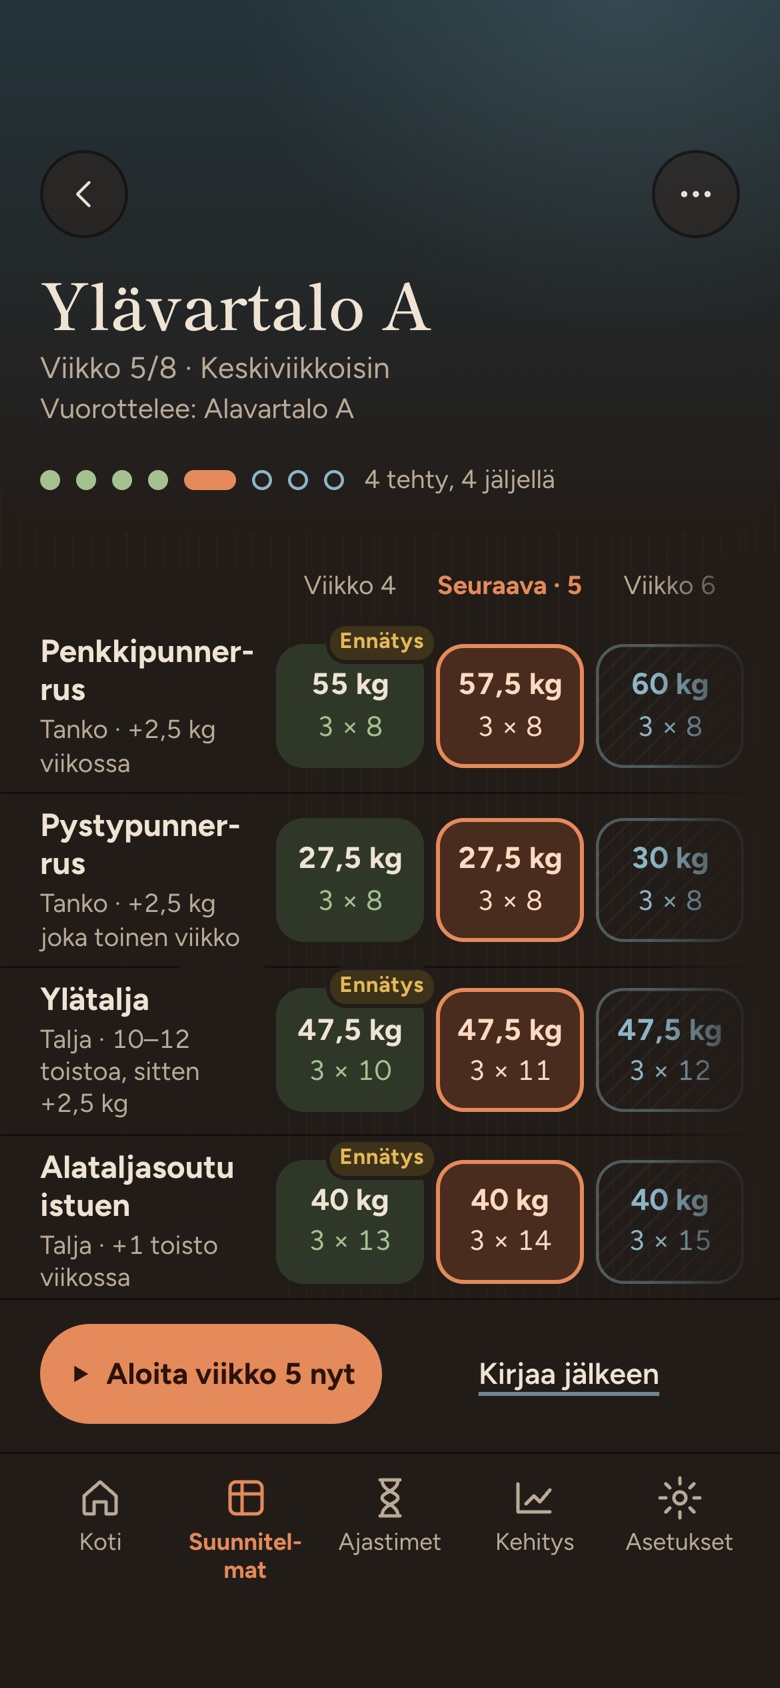 Ylävartalo A
Viikko 5/8 · Keskiviikkoisin
Vuorottelee: Alavartalo A
4 tehty, 4 jäljellä
Viikko 4
Seuraava · 5
Viikko 6
Penkkipunner-
rus
Tanko · +2,5 kg
viikossa
Ennätys
55 kg
3 × 8
57,5 kg
3 × 8
60 kg
3 × 8
Pystypunner-
rus
Tanko · +2,5 kg
joka toinen viikko
27,5 kg
3 × 8
27,5 kg
3 × 8
30 kg
3 × 8
Ylätalja
Talja · 10–12
toistoa, sitten
+2,5 kg
Ennätys
47,5 kg
3 × 10
47,5 kg
3 × 11
47,5 kg
3 × 12
Alataljasoutu
istuen
Talja · +1 toisto
viikossa
Ennätys
40 kg
3 × 13
40 kg
3 × 14
40 kg
3 × 15
Aloita viikko 5 nyt
Kirjaa jälkeen
Koti
Suunnitel-
mat
Ajastimet
Kehitys
Asetukset